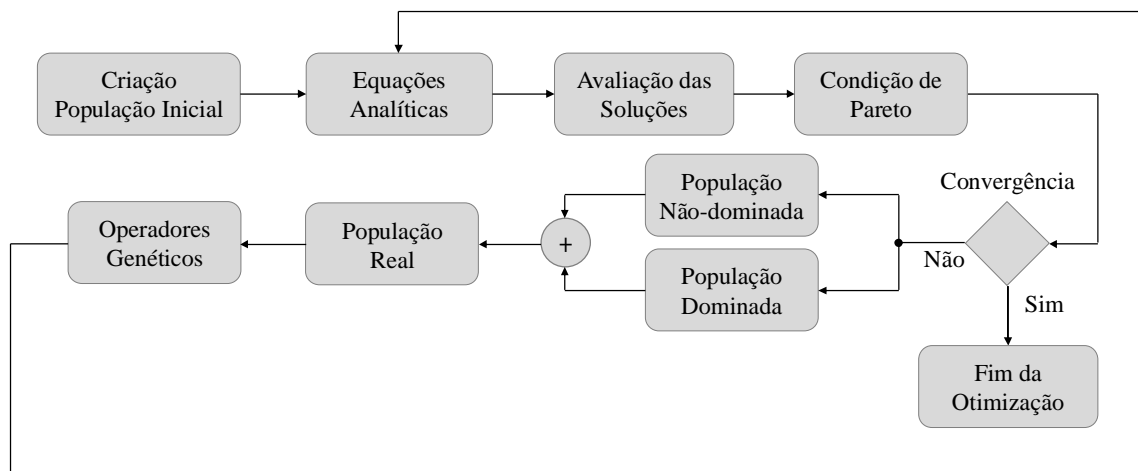 Criação
População Inicial
Equações
Analíticas
Avaliação das
Soluções
Condição de
Pareto
Convergência
Não
Sim
População
Não-dominada
População
Dominada
+
População
Real
Operadores
Genéticos
Fim da
Otimização